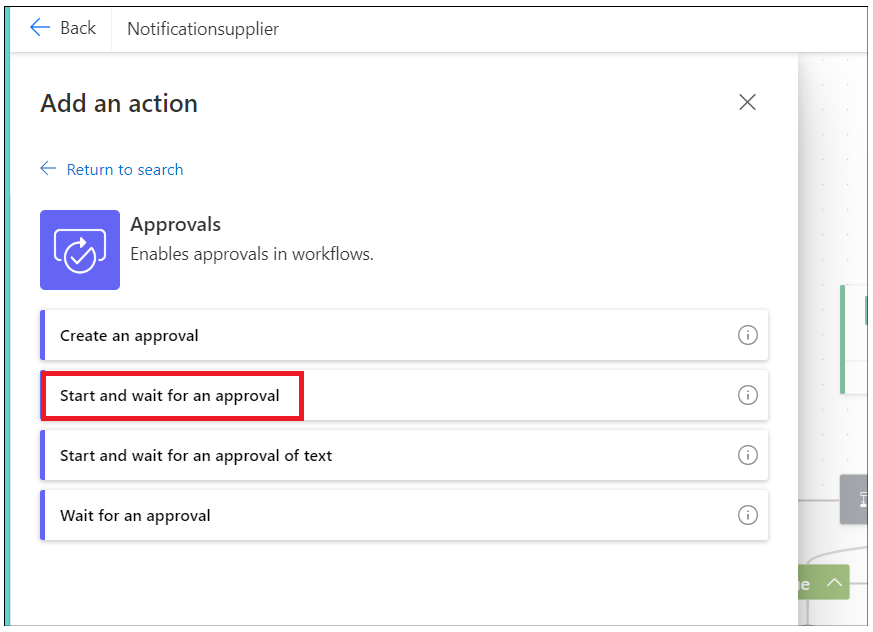 Back
Notificationsupplier
Add an action
Return to search
Approvals
Enables approvals in workflows.
Create an approval
Start and wait for an approval
Start and wait for an approval of text
Wait for an approval